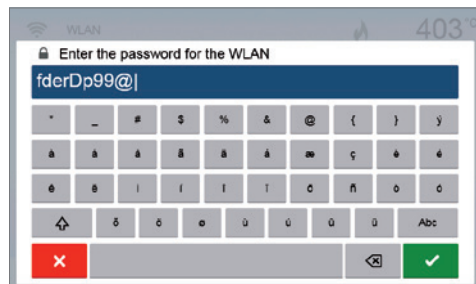 WLAN 403°C
Enter the password for the WLAN
fderDp99@
_ # $ % & @ { } ý
à á ã æ ç è é
ê ë ñ ò ó
õ ö ø ù ú û ü Abc